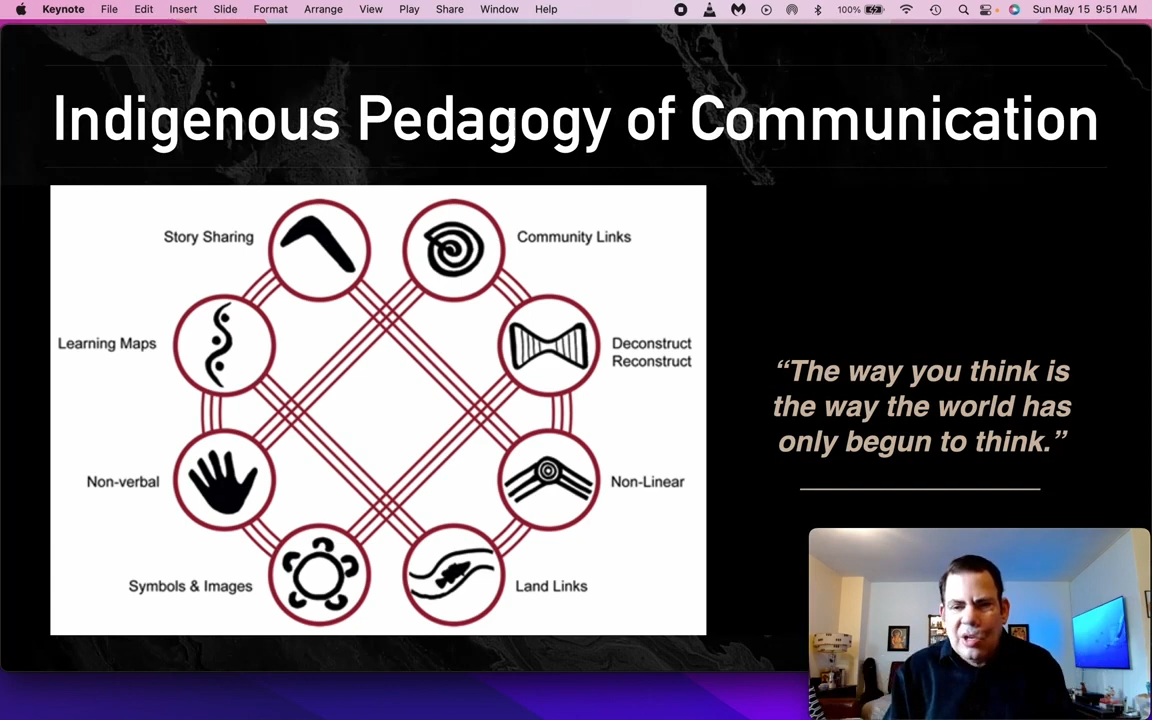 Keynote File Edit Insert Slide Format Arrange View Play Share Window Help 100% Sun May 15 9:51 AM
Indigenous Pedagogy of Communication
Story Sharing
Community Links
Learning Maps
Deconstruct
Reconstruct
Non-verbal
Non-Linear
Symbols & Images
Land Links
“The way you think is
the way the world has
only begun to think.”